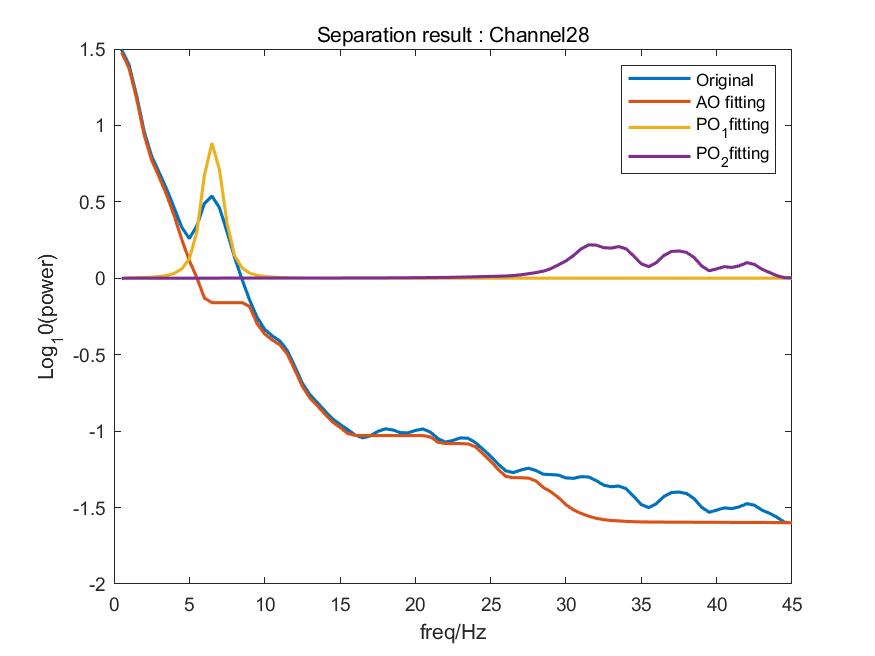 Separation result : Channel28
Original
AO fitting
PO1fitting
PO2fitting
1.5
1
0.5
0
-0.5
-1
-1.5
-2
Log10(power)
0 5 10 15 20 25 30 35 40 45
freq/Hz